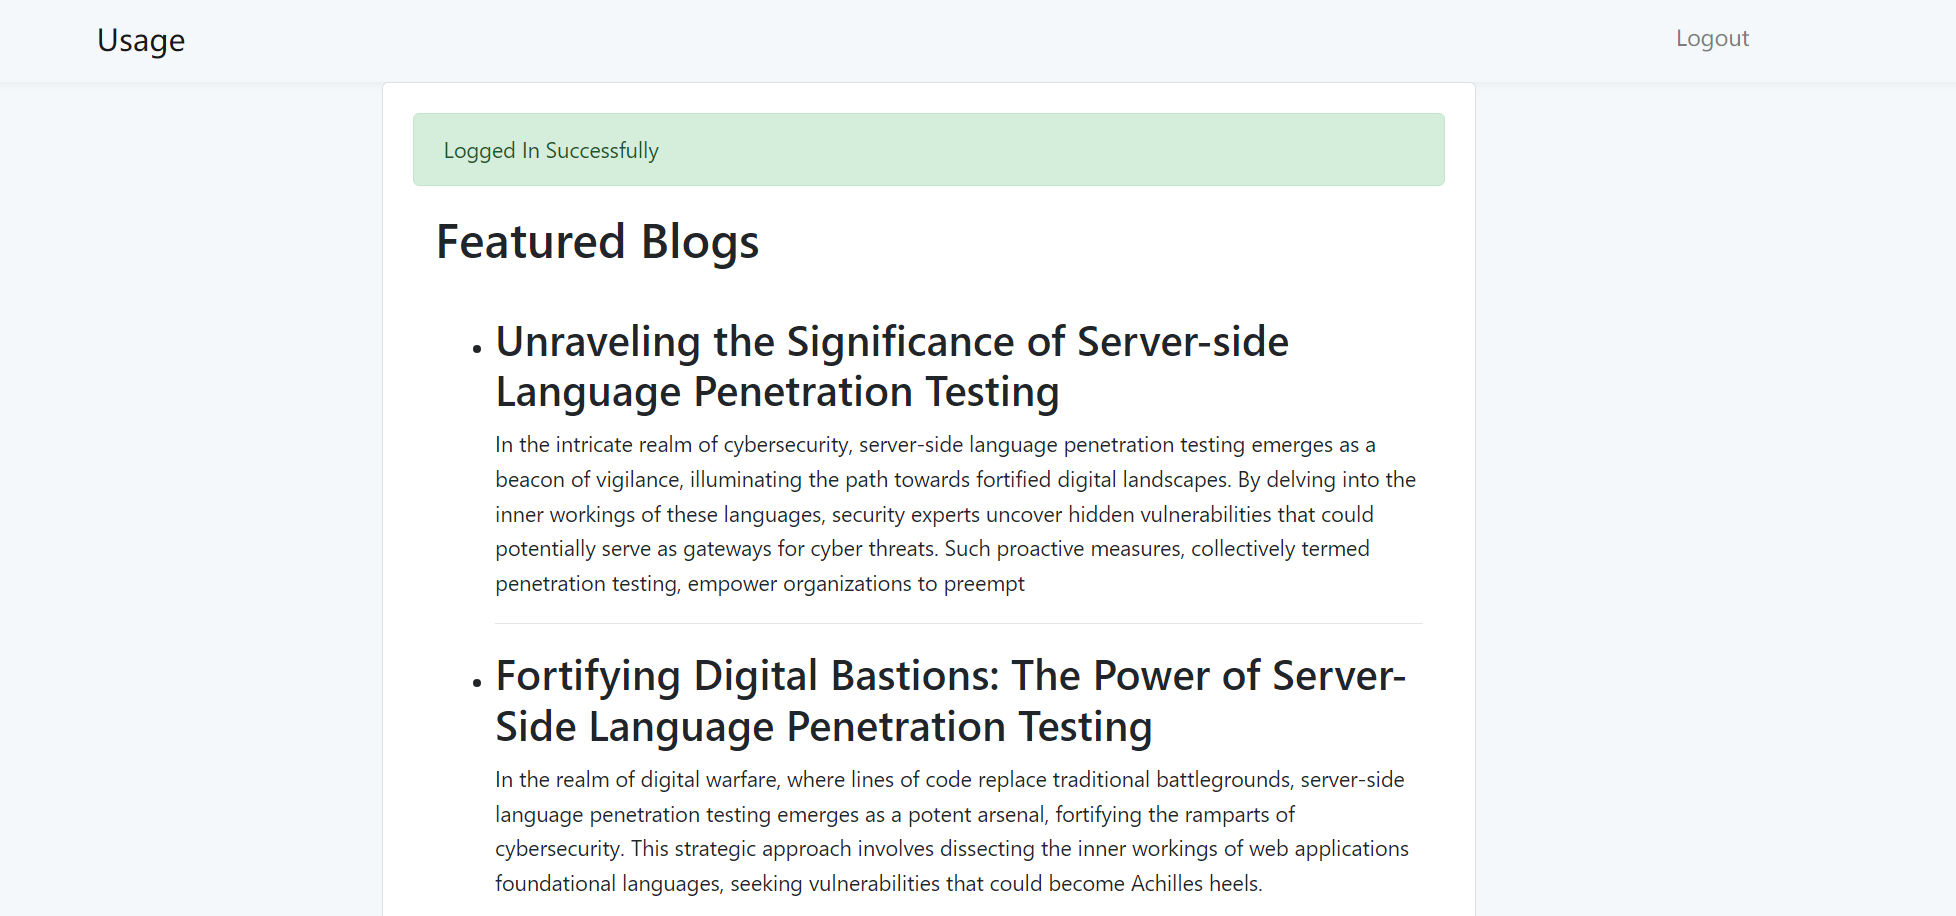 Usage
Logout
Logged In Successfully
Featured Blogs
Unraveling the Significance of Server-side
Language Penetration Testing
In the intricate realm of cybersecurity, server-side language penetration testing emerges as a
beacon of vigilance, illuminating the path towards fortified digital landscapes. By delving into the
inner workings of these languages, security experts uncover hidden vulnerabilities that could
potentially serve as gateways for cyber threats. Such proactive measures, collectively termed
penetration testing, empower organizations to preempt
Fortifying Digital Bastions: The Power of Server-
Side Language Penetration Testing
In the realm of digital warfare, where lines of code replace traditional battlegrounds, server-side
language penetration testing emerges as a potent arsenal, fortifying the ramparts of
cybersecurity. This strategic approach involves dissecting the inner workings of web applications
foundational languages, seeking vulnerabilities that could become Achilles heels.